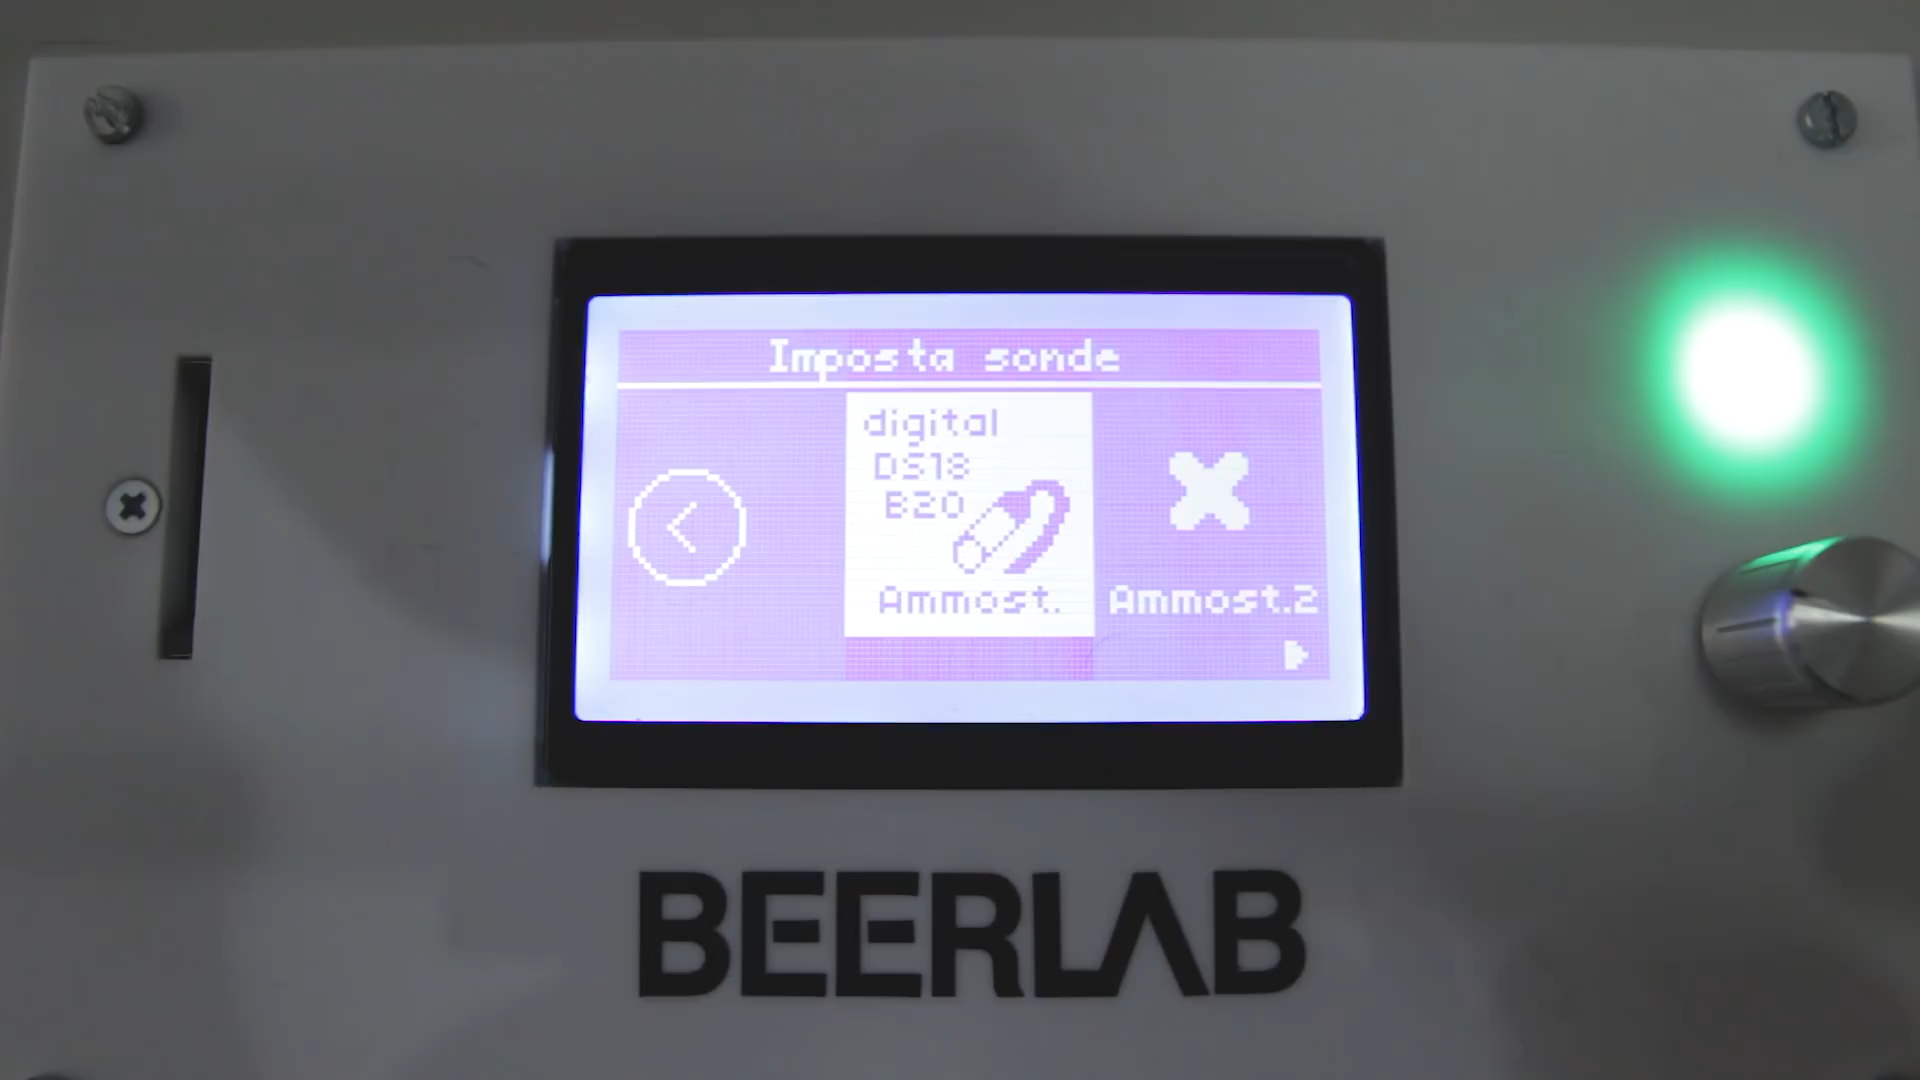 Imposta sonde
digital
DS18
B20
Ammost.
Ammost.2
BEERLAB